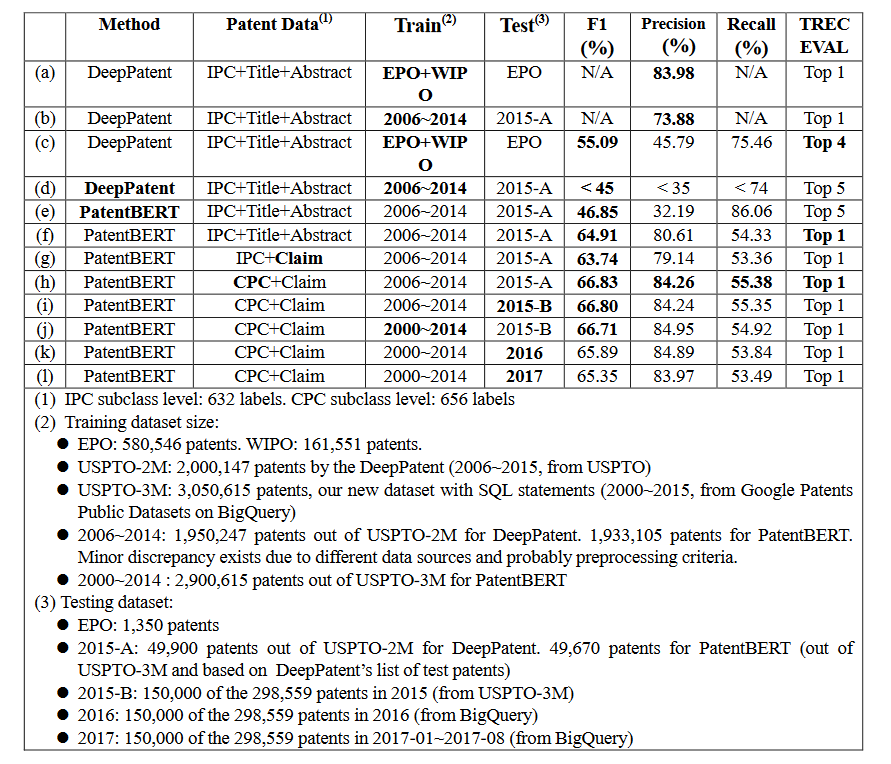 Method Patent Data(1) Train(2) Test(3) F1 (%) Precision (%) Recall (%) TREC EVAL
(a) DeepPatent IPC+Title+Abstract EPO+WIPO EPO N/A 83.98 N/A Top 1
(b) DeepPatent IPC+Title+Abstract 2006~2014 2015-A N/A 73.88 N/A Top 1
(c) DeepPatent IPC+Title+Abstract EPO+WIPO EPO 55.09 45.79 75.46 Top 4
(d) DeepPatent IPC+Title+Abstract 2006~2014 2015-A < 45 < 35 < 74 Top 5
(e) PatentBERT IPC+Title+Abstract 2006~2014 2015-A 46.85 32.19 86.06 Top 5
(f) PatentBERT IPC+Title+Abstract 2006~2014 2015-A 64.91 80.61 54.33 Top 1
(g) PatentBERT IPC+Claim 2006~2014 2015-A 63.74 79.14 53.36 Top 1
(h) PatentBERT CPC+Claim 2006~2014 2015-A 66.83 84.26 55.38 Top 1
(i) PatentBERT CPC+Claim 2006~2014 2015-B 66.80 84.24 55.35 Top 1
(j) PatentBERT CPC+Claim 2000~2014 2015-B 66.71 84.95 54.92 Top 1
(k) PatentBERT CPC+Claim 2000~2014 2016 65.89 84.89 53.84 Top 1
(l) PatentBERT CPC+Claim 2000~2014 2017 65.35 83.97 53.49 Top 1
(1) IPC subclass level: 632 labels. CPC subclass level: 656 labels
(2) Training dataset size:
● EPO: 580,546 patents. WIPO: 161,551 patents.
● USPTO-2M: 2,000,147 patents by the DeepPatent (2006~2015, from USPTO)
● USPTO-3M: 3,050,615 patents, our new dataset with SQL statements (2000~2015, from Google Patents
Public Datasets on BigQuery)
● 2006~2014: 1,950,247 patents out of USPTO-2M for DeepPatent. 1,933,105 patents for PatentBERT.
Minor discrepancy exists due to different data sources and probably preprocessing criteria.
● 2000~2014 : 2,900,615 patents out of USPTO-3M for PatentBERT
(3) Testing dataset:
● EPO: 1,350 patents
● 2015-A: 49,900 patents out of USPTO-2M for DeepPatent. 49,670 patents for PatentBERT (out of
USPTO-3M and based on DeepPatent’s list of test patents)
● 2015-B: 150,000 of the 298,559 patents in 2015 (from USPTO-3M)
● 2016: 150,000 of the 298,559 patents in 2016 (from BigQuery)
● 2017: 150,000 of the 298,559 patents in 2017-01~2017-08 (from BigQuery)